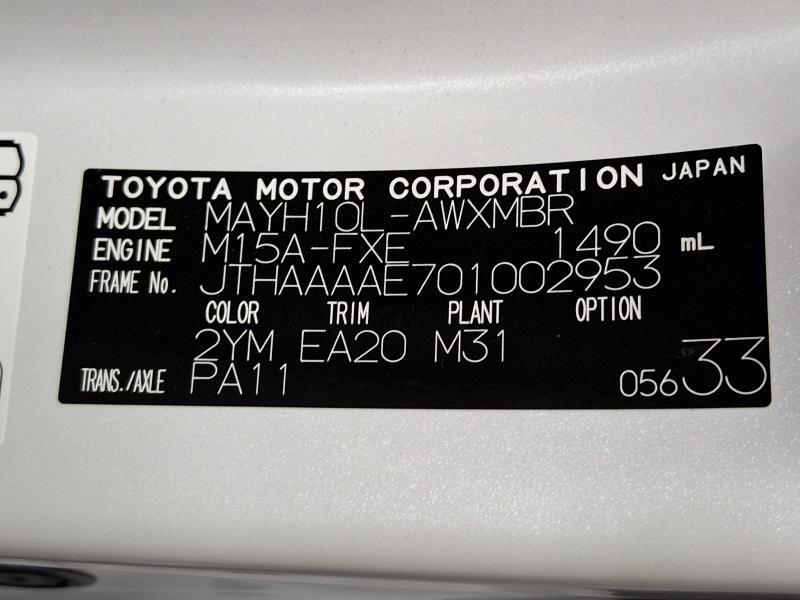 TOYOTA MOTOR CORPORATION JAPAN
MODEL MAYH10L-AWXMBR
ENGINE M15A-FXE 1490 mL
FRAME No. JTHAAAAE701002953
COLOR TRIM PLANT OPTION
2YM EA20 M31
TRANS./AXLE PA11 05633